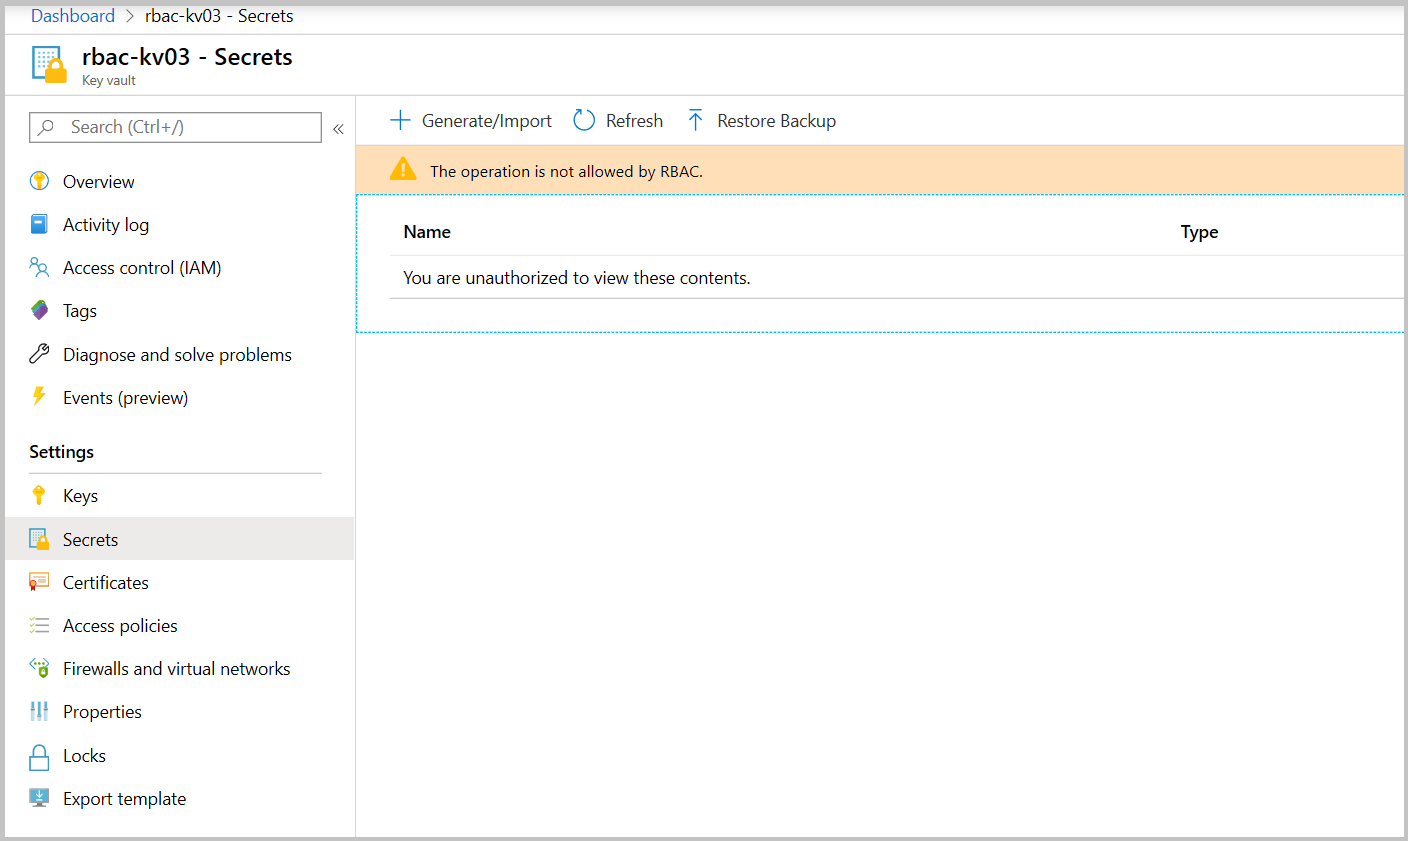 Dashboard > rbac-kv03 - Secrets
rbac-kv03 - Secrets
Key vault
Search (Ctrl+/)
«
Overview
Activity log
Access control (IAM)
Tags
Diagnose and solve problems
Events (preview)
Settings
Keys
Secrets
Certificates
Access policies
Firewalls and virtual networks
Properties
Locks
Export template
Generate/Import Refresh Restore Backup
The operation is not allowed by RBAC.
Name Type
You are unauthorized to view these contents.